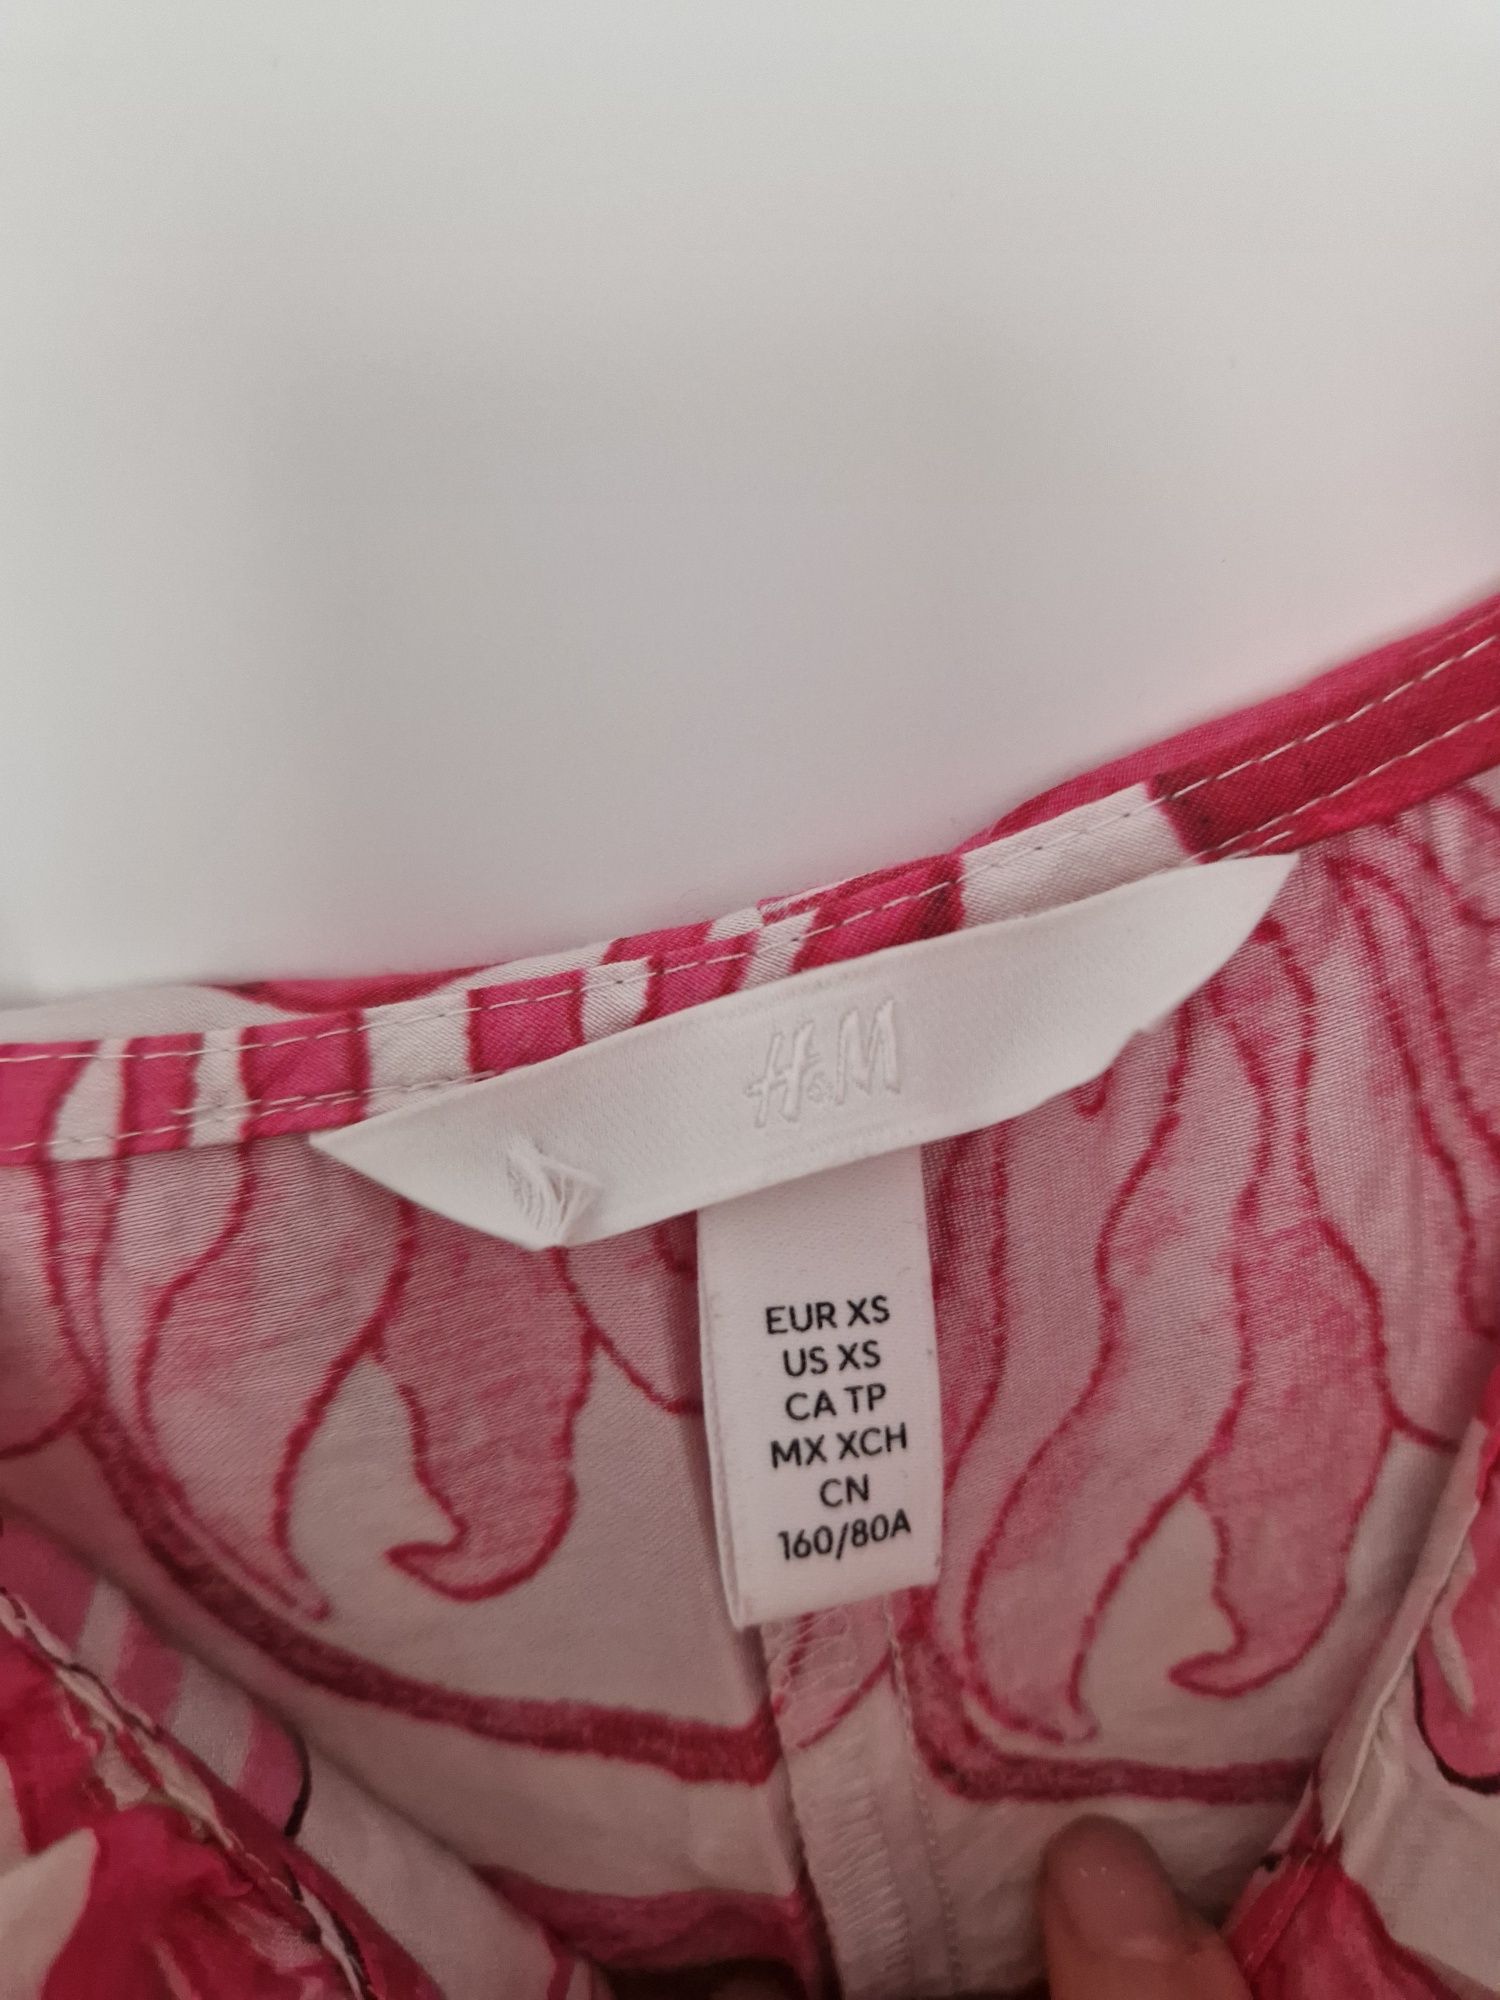 H&M
EUR XS
US XS
CA TP
MX XCH
CN
160/80A